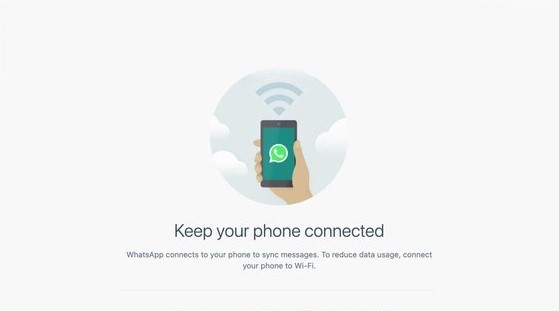 Keep your phone connected
WhatsApp connects to your phone to sync messages. To reduce data usage, connect
your phone to Wi-Fi.